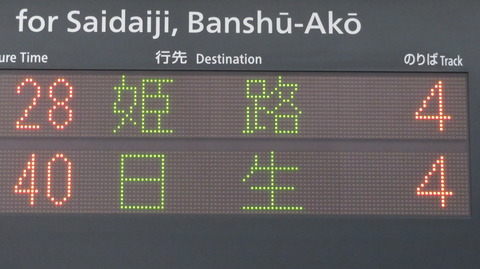 for Saidaiji, Banshū-Akō
ure Time 行先 Destination のりば Track
28 姫路 4
40 日生 4